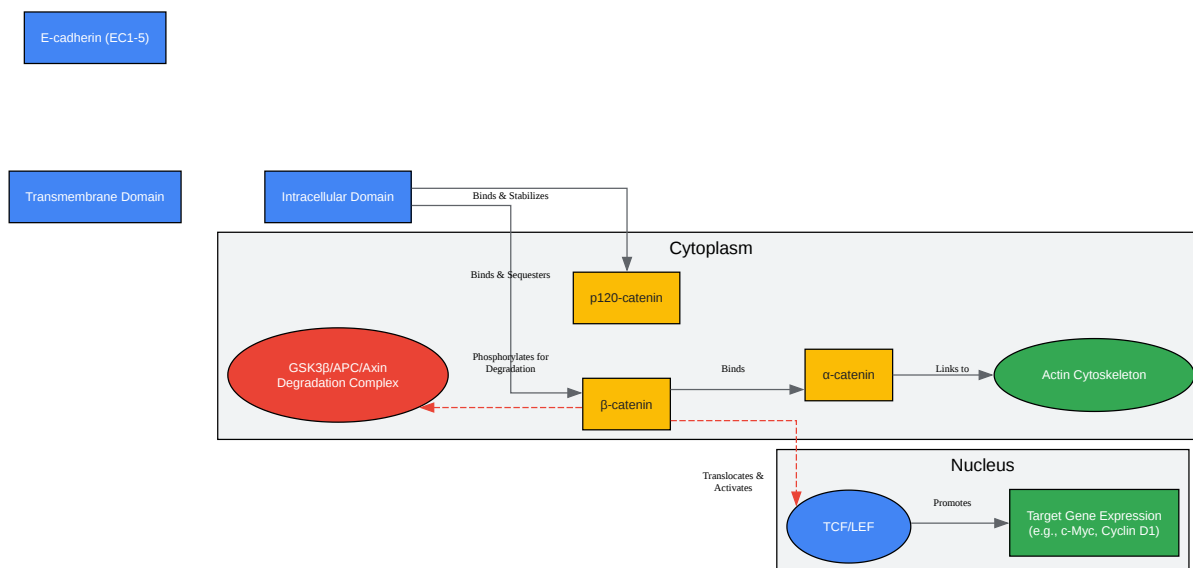 E-cadherin (EC1-5)
Transmembrane Domain
Intracellular Domain
Binds & Stabilizes
Cytoplasm
Binds & Sequesters
p120-catenin
GSK3β/APC/Axin
Degradation Complex
Phosphorylates for
Degradation
β-catenin
Binds
α-catenin
Links to
Actin Cytoskeleton
Nucleus
Translocates &
Activates
TCF/LEF
Promotes
Target Gene Expression
(e.g., c-Myc, Cyclin D1)